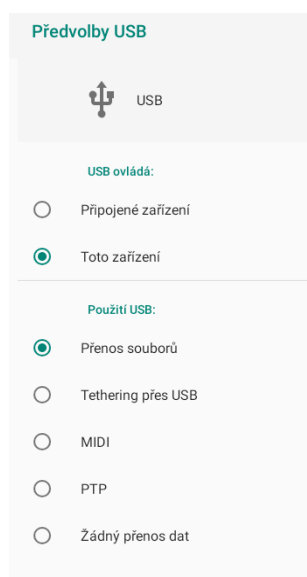 Předvolby USB
USB
USB ovládá:
Připojené zařízení
Toto zařízení
Použití USB:
Přenos souborů
Tethering přes USB
MIDI
PTP
Žádný přenos dat